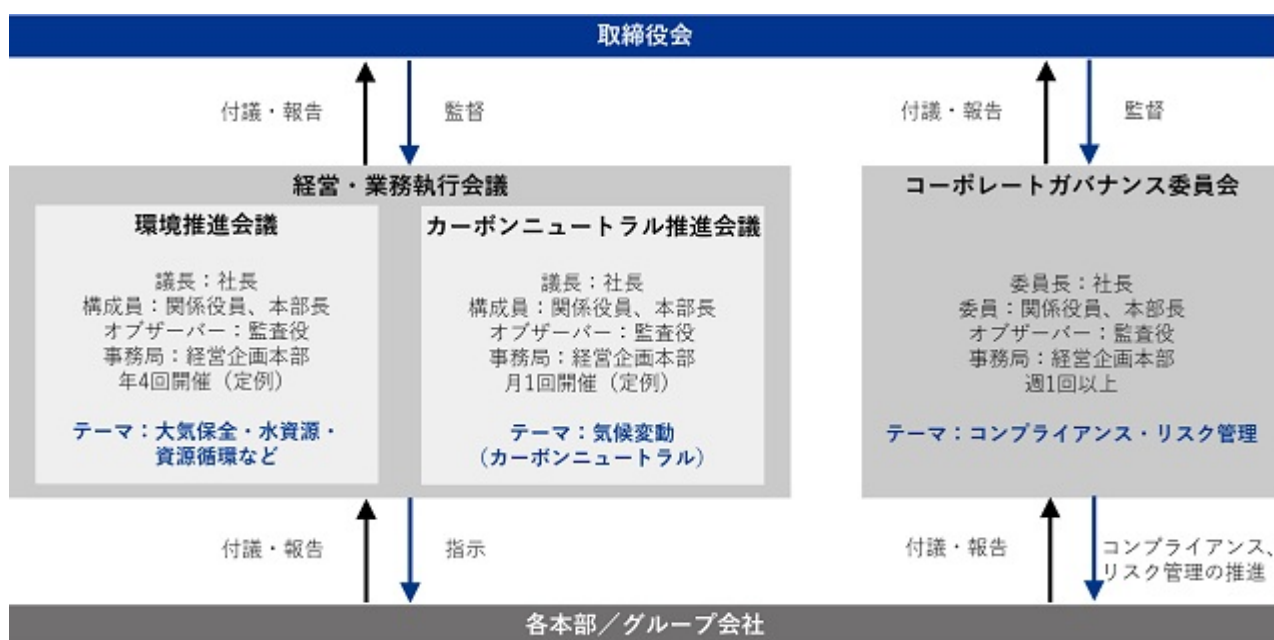 取締役会
付議・報告
監督
付議・報告
監督
経営・業務執行会議
環境推進会議
議長：社長
構成員：関係役員、本部長
オブザーバー：監査役
事務局：経営企画本部
年4回開催（定例）
テーマ：大気保全・水資源・
資源循環など
カーボンニュートラル推進会議
議長：社長
構成員：関係役員、本部長
オブザーバー：監査役
事務局：経営企画本部
月1回開催（定例）
テーマ：気候変動
（カーボンニュートラル）
コーポレートガバナンス委員会
委員長：社長
委員：関係役員、本部長
オブザーバー：監査役
事務局：経営企画本部
週1回以上
テーマ：コンプライアンス・リスク管理
付議・報告
指示
付議・報告
コンプライアンス、
リスク管理の推進
各本部／グループ会社